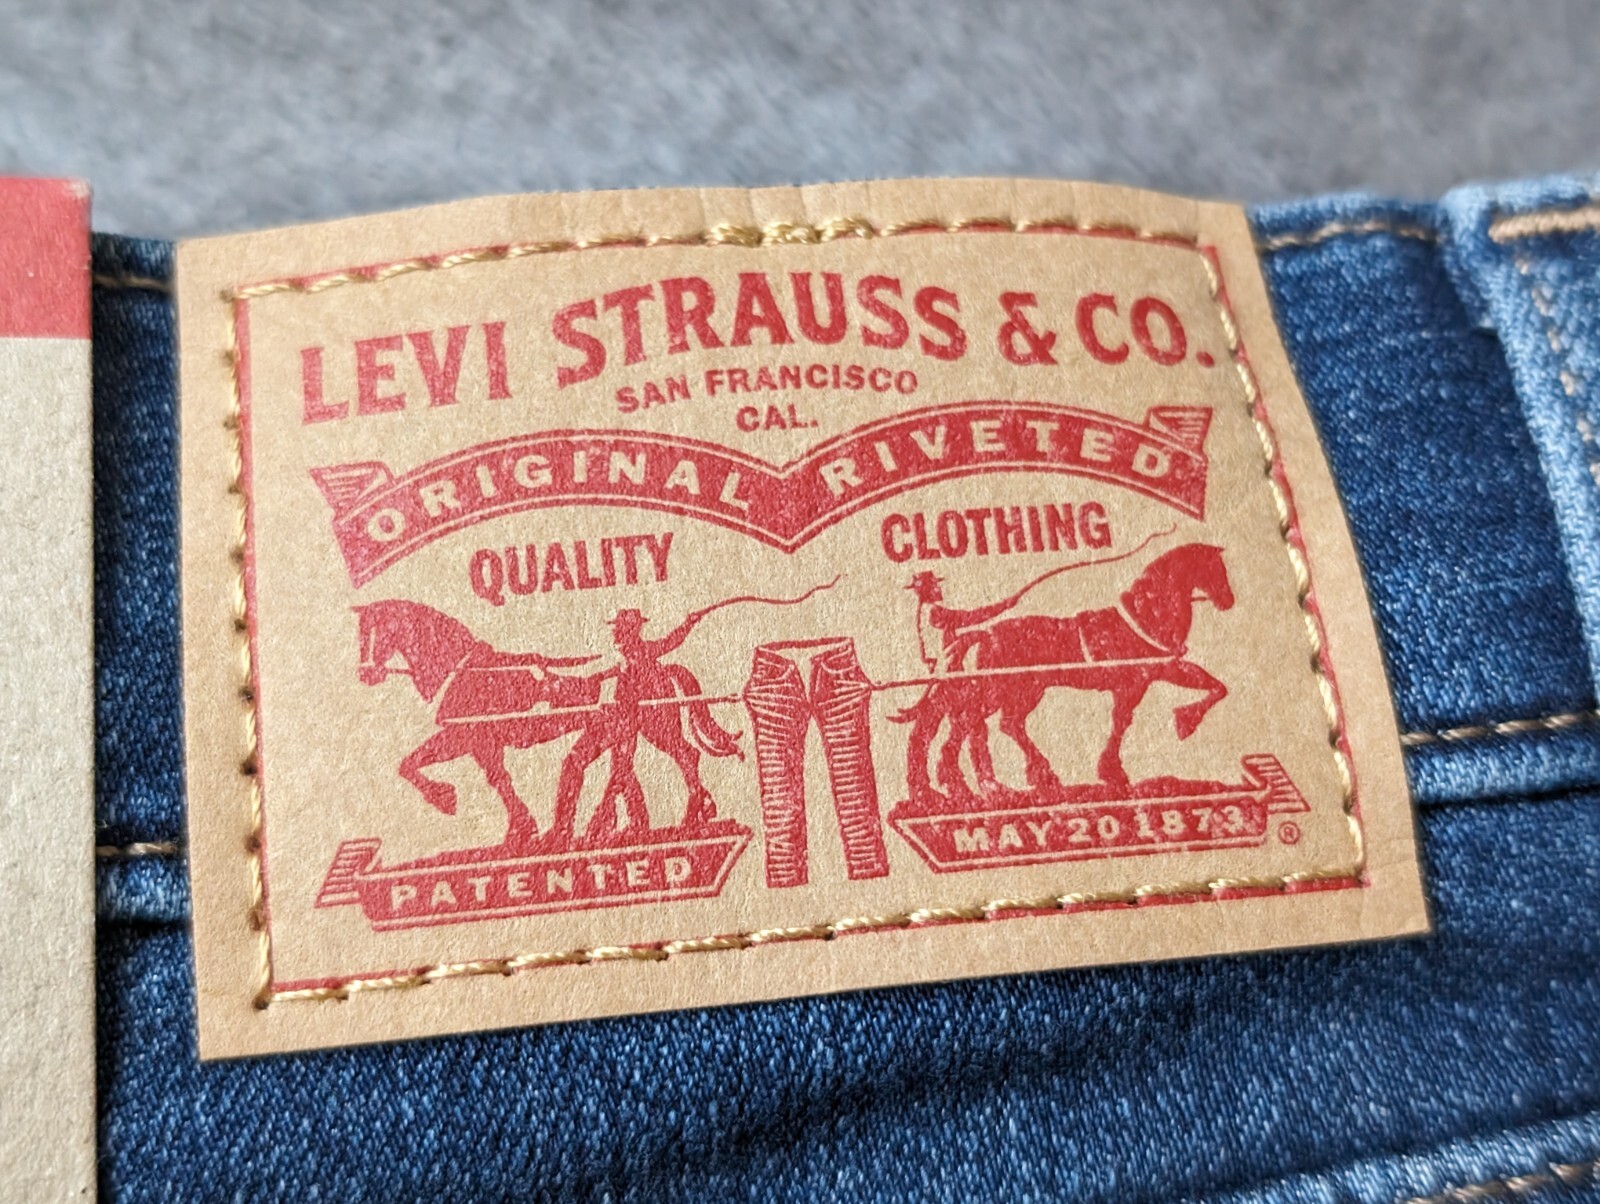 LEVI STRAUSS & CO.
SAN FRANCISCO
CAL.
ORIGINAL RIVETED
QUALITY CLOTHING
PATENTED
MAY 20 1873
®